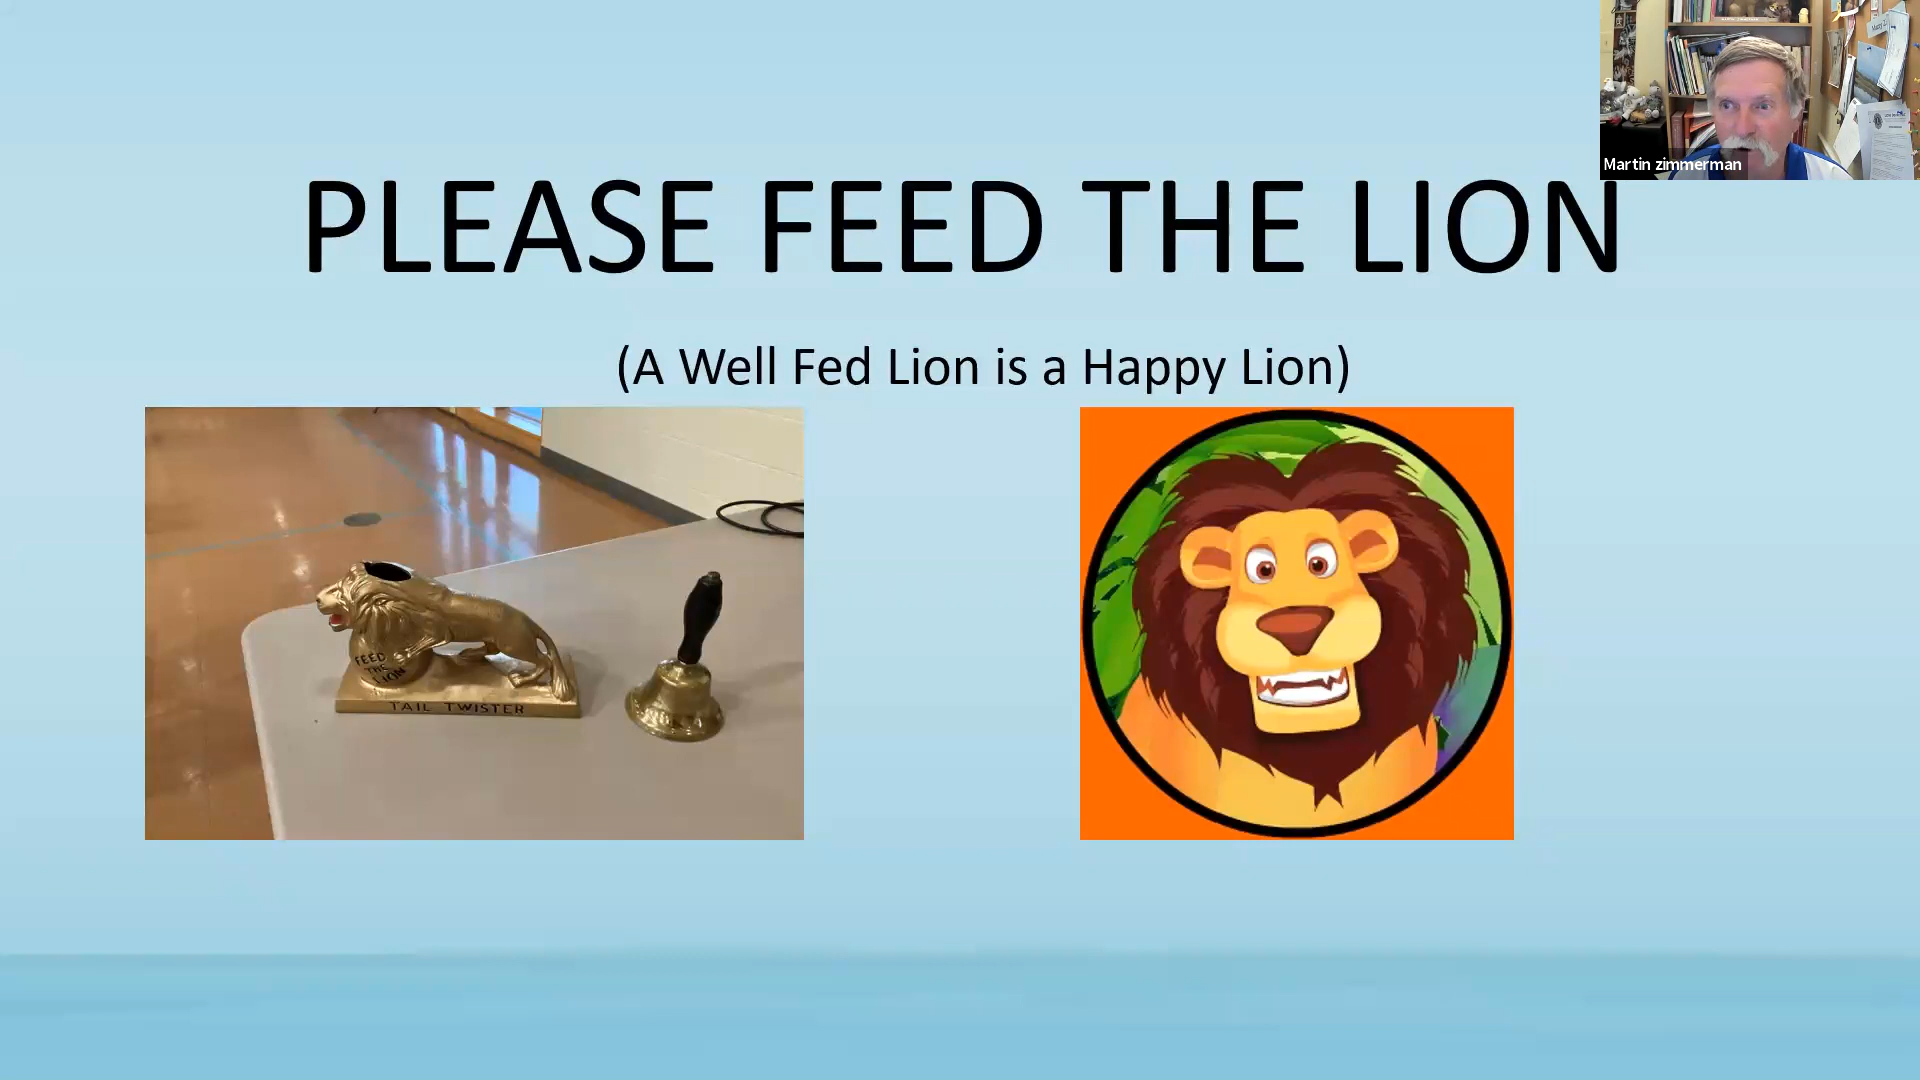 PLEASE FEED THE LION
(A Well Fed Lion is a Happy Lion)
Martin zimmerman
FEED
THE
LION
TAIL TWISTER